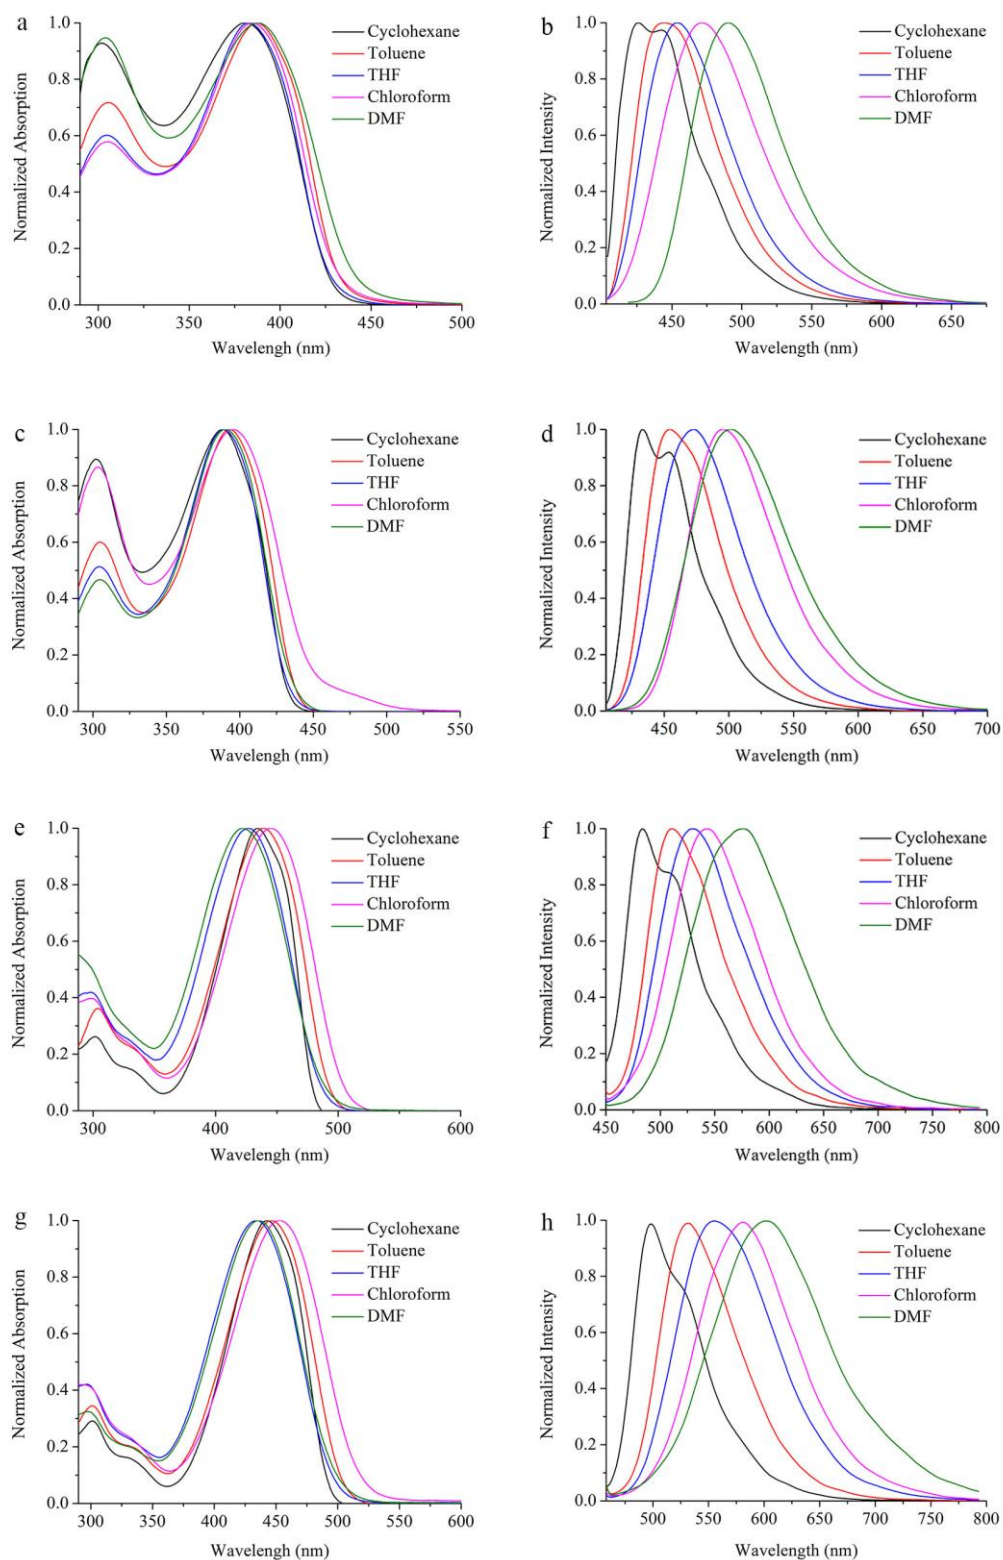 a
1.0
0.8
0.6
0.4
0.2
0.0
Normalized Absorption
Cyclohexane
Toluene
THF
Chloroform
DMF
300 350 400 450 500
Wavelengh (nm)
b
1.0
0.8
0.6
0.4
0.2
0.0
Normalized Intensity
Cyclohexane
Toluene
THF
Chloroform
DMF
450 500 550 600 650
Wavelength (nm)
c
1.0
0.8
0.6
0.4
0.2
0.0
Normalized Absorption
Cyclohexane
Toluene
THF
Chloroform
DMF
300 350 400 450 500 550
Wavelengh (nm)
d
1.0
0.8
0.6
0.4
0.2
0.0
Normalized Intensity
Cyclohexane
Toluene
THF
Chloroform
DMF
450 500 550 600 650 700
Wavelength (nm)
e
1.0
0.8
0.6
0.4
0.2
0.0
Normalized Absorption
Cyclohexane
Toluene
THF
Chloroform
DMF
300 400 500 600
Wavelengh (nm)
f
1.0
0.8
0.6
0.4
0.2
0.0
Normalized Intensity
Cyclohexane
Toluene
THF
Chloroform
DMF
450 500 550 600 650 700 750 800
Wavelength (nm)
g
1.0
0.8
0.6
0.4
0.2
0.0
Normalized Absorption
Cyclohexane
Toluene
THF
Chloroform
DMF
300 350 400 450 500 550 600
Wavelengh (nm)
h
1.0
0.8
0.6
0.4
0.2
0.0
Normalized Intensity
Cyclohexane
Toluene
THF
Chloroform
DMF
500 550 600 650 700 750 800
Wavelength (nm)